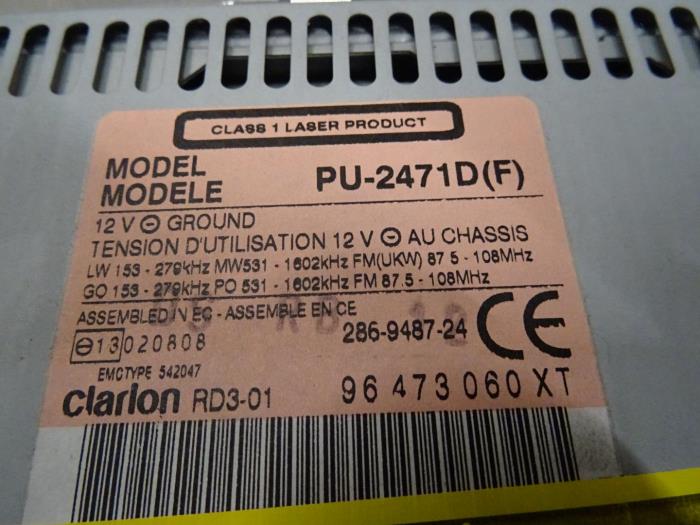 CLASS 1 LASER PRODUCT
MODEL
MODELE
PU-2471D(F)
12 V ⊖ GROUND
TENSION D'UTILISATION 12 V ⊖ AU CHASSIS
LW 153 - 279kHz MW531 - 1602kHz FM(UKW) 87.5 - 108MHz
GO 153 - 279kHz PO 531 - 1602kHz FM 87.5 - 108MHz
ASSEMBLED IN EC - ASSEMBLE EN CE
286-9487-24
CE
e13 020808
EMCTYPE 542047
clarion RD3-01
96 473 060 XT